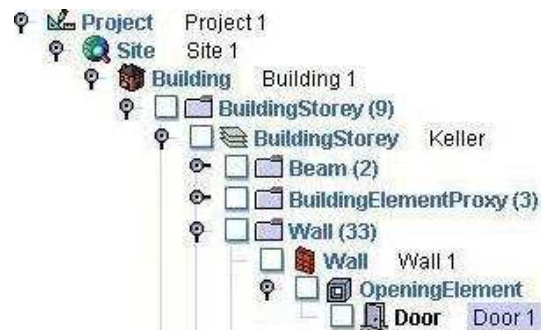 Project Project 1
Site Site 1
Building Building 1
BuildingStorey (9)
BuildingStorey Keller
Beam (2)
BuildingElementProxy (3)
Wall (33)
Wall Wall 1
OpeningElement
Door Door 1